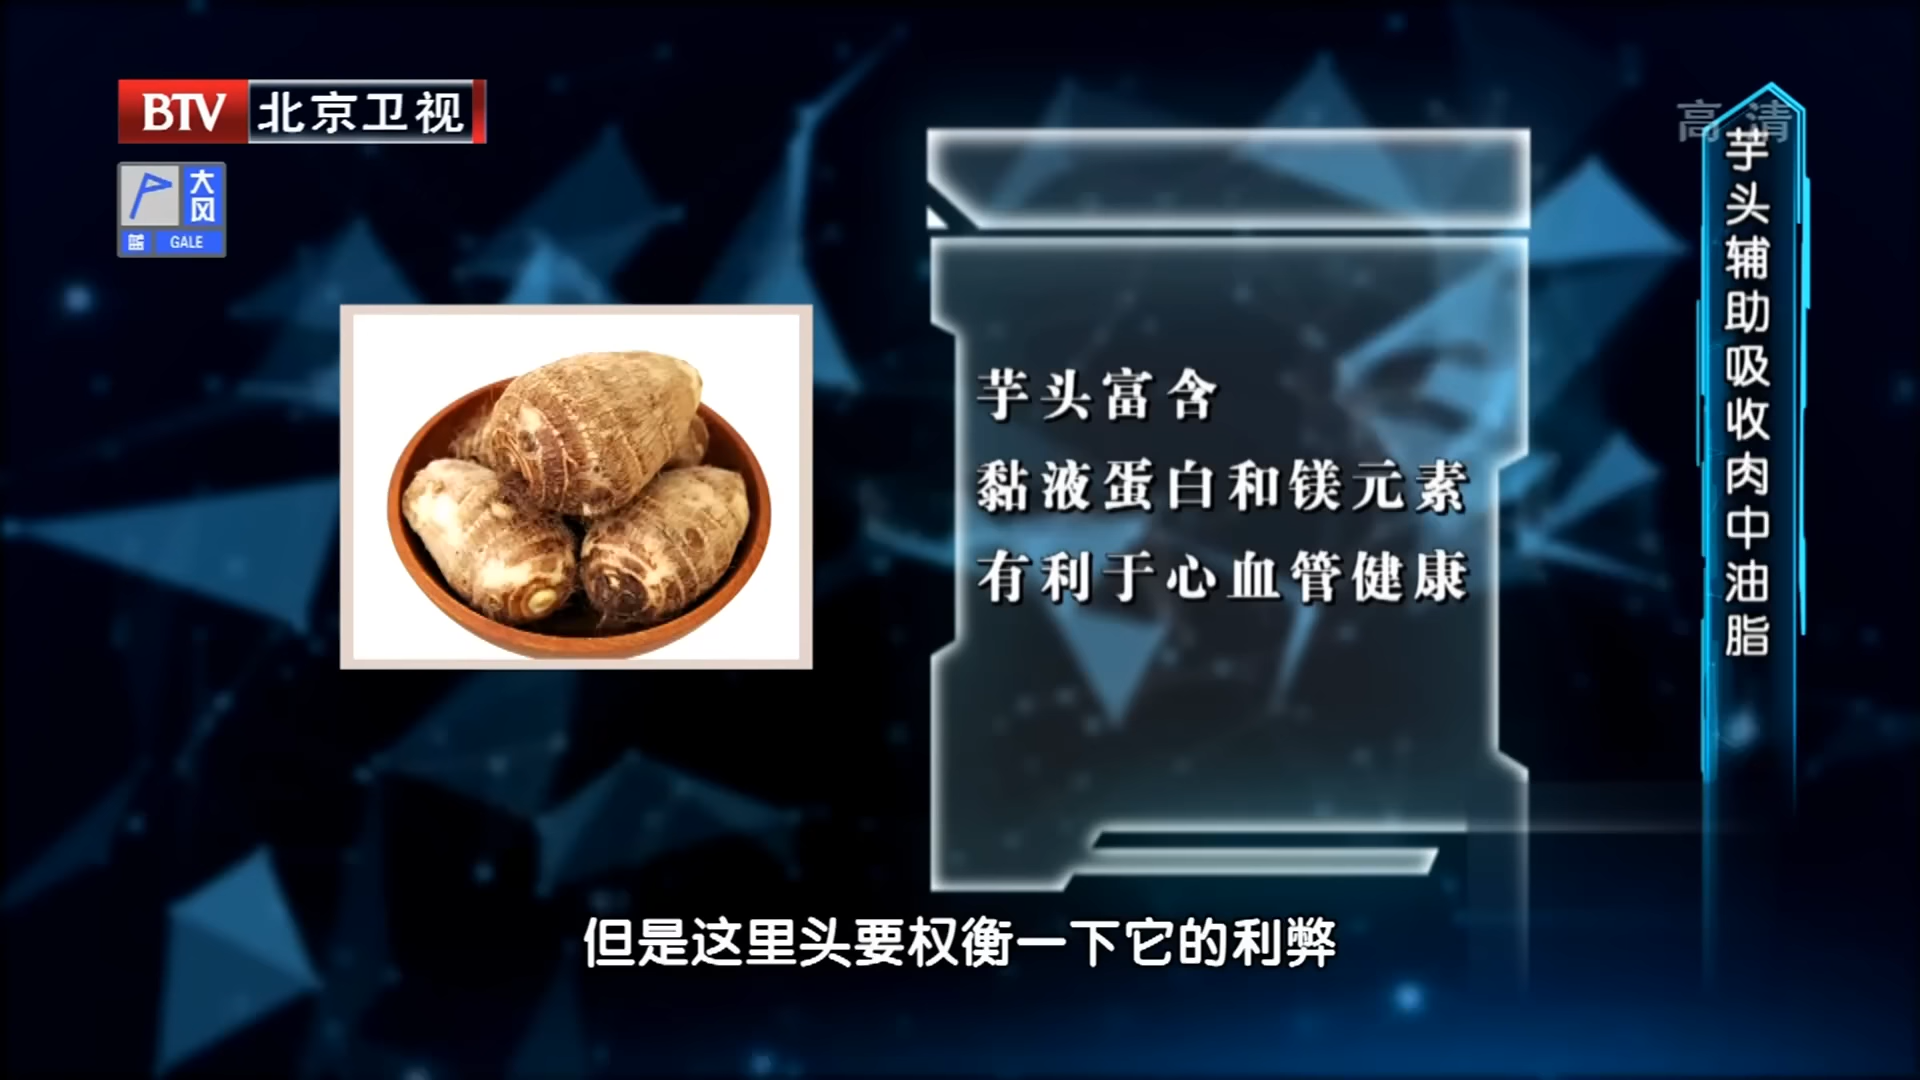 BTV 北京卫视
高清
大风
GALE
芋头辅助吸收肉中油脂
芋头富含
黏液蛋白和镁元素
有利于心血管健康
但是这里头要权衡一下它的利弊